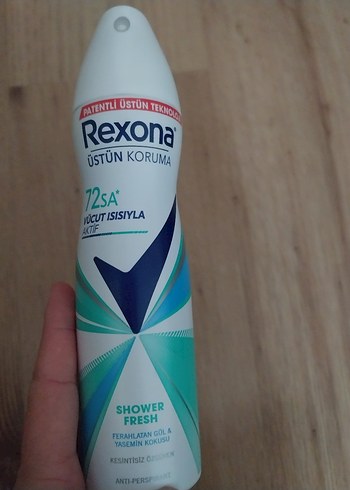 PATENTLİ ÜSTÜN TEKNOLOJİ
Rexona
ÜSTÜN KORUMA
72SA*
VÜCUT ISISIYLA
AKTİF
SHOWER
FRESH
FERAHLATAN GÜL &
YASEMİN KOKUSU
KESİNTİSİZ ÖZGÜVEN
ANTI-PERSPIRANT